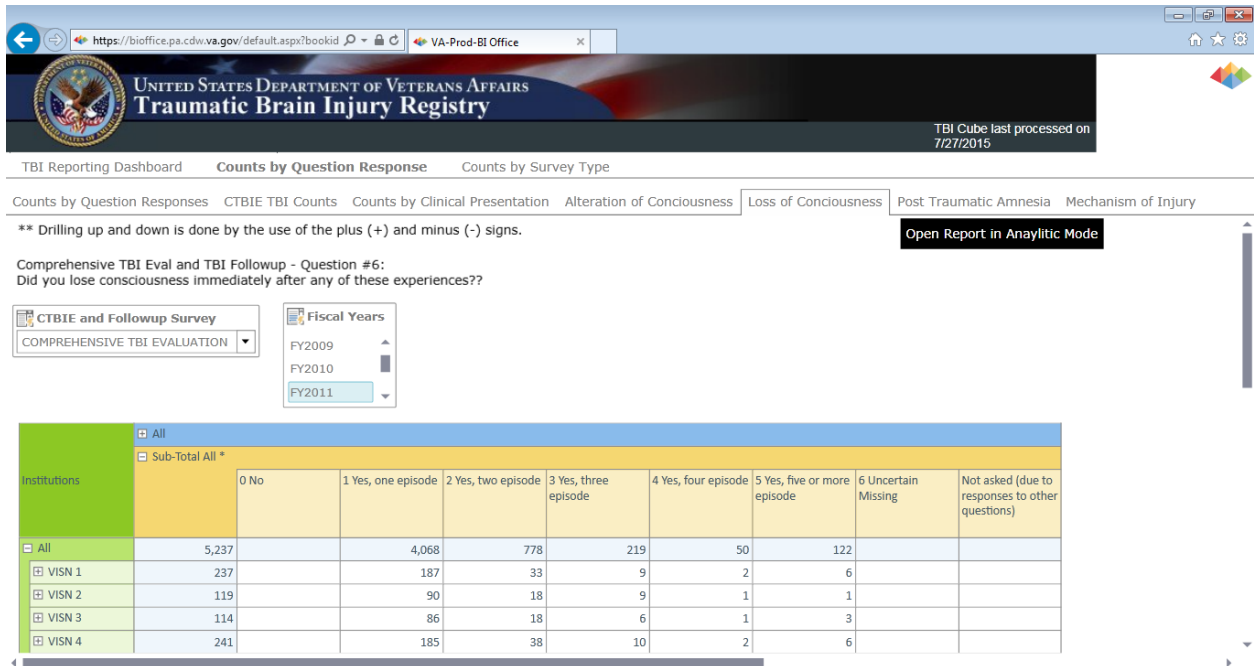 https://bioffice.pa.cdw.va.gov/default.aspx?bookid
VA-Prod-BI Office
UNITED STATES DEPARTMENT OF VETERANS AFFAIRS
Traumatic Brain Injury Registry
TBI Cube last processed on
7/27/2015
TBI Reporting Dashboard Counts by Question Response Counts by Survey Type
Counts by Question Responses CTBIE TBI Counts Counts by Clinical Presentation Alteration of Conciousness Loss of Conciousness Post Traumatic Amnesia Mechanism of Injury
** Drilling up and down is done by the use of the plus (+) and minus (-) signs.
Open Report in Anaylitic Mode
Comprehensive TBI Eval and TBI Followup - Question #6:
Did you lose consciousness immediately after any of these experiences??
CTBIE and Followup Survey
COMPREHENSIVE TBI EVALUATION
Fiscal Years
FY2009
FY2010
FY2011
All
Sub-Total All *
Institutions 0 No 1 Yes, one episode 2 Yes, two episode 3 Yes, three episode 4 Yes, four episode 5 Yes, five or more episode 6 Uncertain Missing Not asked (due to responses to other questions)
All 5,237 4,068 778 219 50 122
VISN 1 237 187 33 9 2 6
VISN 2 119 90 18 9 1 1
VISN 3 114 86 18 6 1 3
VISN 4 241 185 38 10 2 6